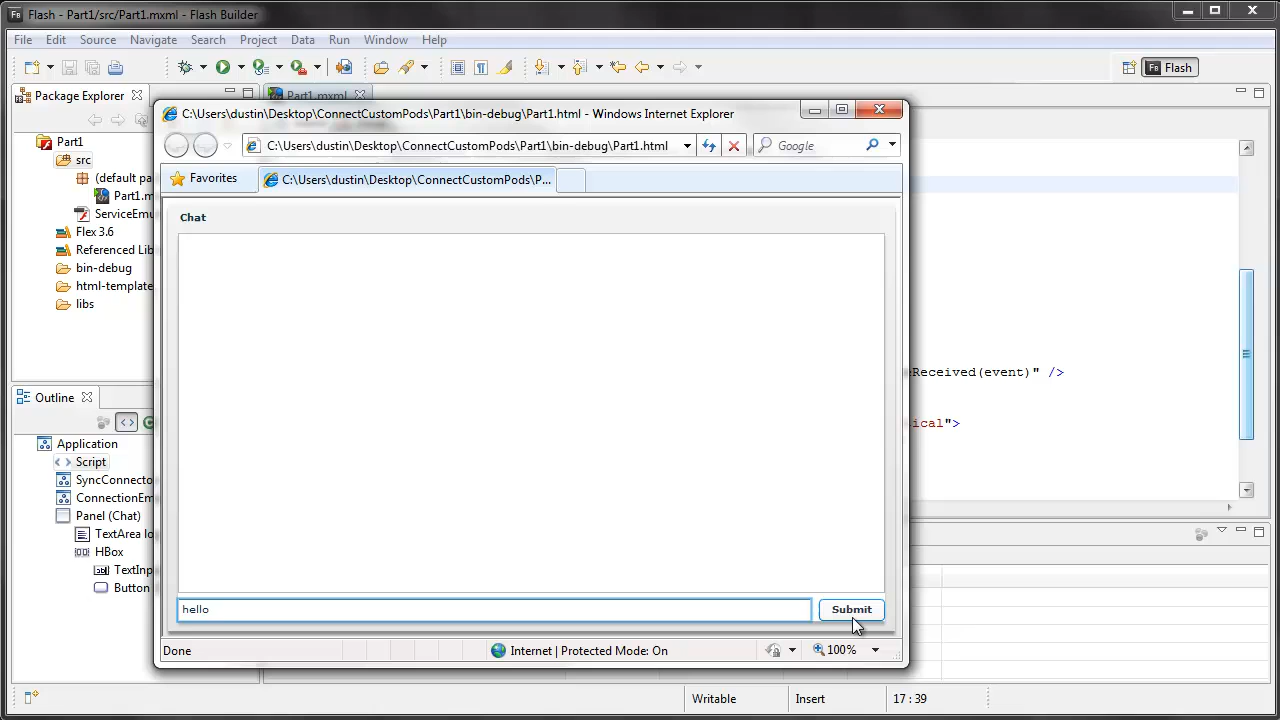 Flash - Part1/src/Part1.mxml - Flash Builder
File Edit Source Navigate Search Project Data Run Window Help
Flash
Package Explorer
Part1.mxml
Part1
src
(default pa
Part1.m
ServiceEmu
Flex 3.6
Referenced Lib
bin-debug
html-template
libs
Outline
Application
Script
SyncConnecto
ConnectionEm
Panel (Chat)
TextArea lo
HBox
TextInp
Button
C:\Users\dustin\Desktop\ConnectCustomPods\Part1\bin-debug\Part1.html - Windows Internet Explorer
C:\Users\dustin\Desktop\ConnectCustomPods\Part1\bin-debug\Part1.html
Google
Favorites
C:\Users\dustin\Desktop\ConnectCustomPods\P...
Chat
hello
Submit
Done
Internet | Protected Mode: On
100%
eReceived(event)" />
ical">
Writable
Insert
17 : 39